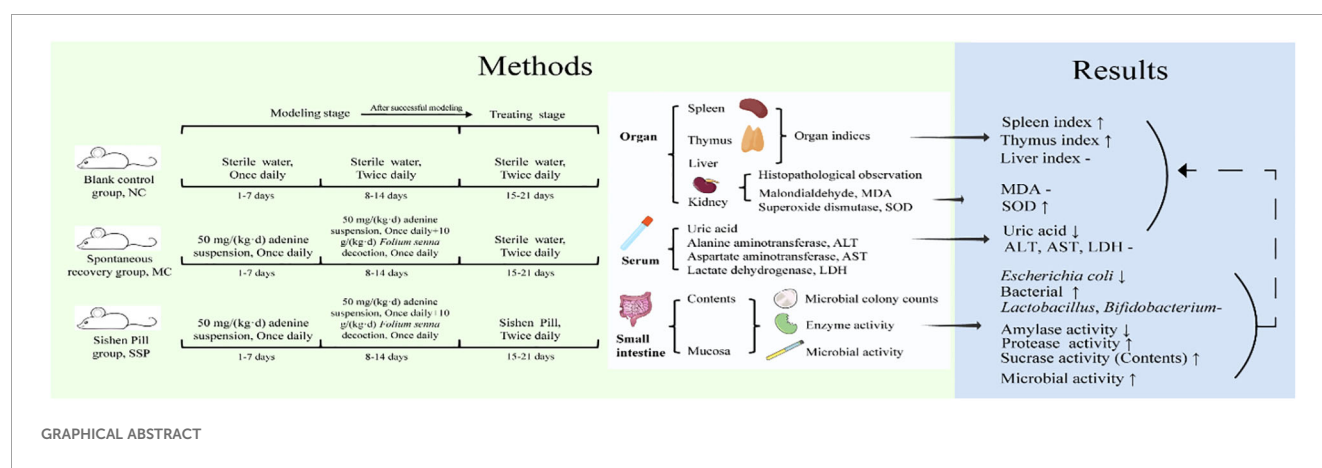 Methods
Results
Modeling stage
After successful modeling
Treating stage
Blank control
group, NC
Sterile water,
Once daily
1-7 days
Sterile water,
Twice daily
8-14 days
Sterile water,
Twice daily
15-21 days
Spontaneous
recovery group, MC
50 mg/(kg·d) adenine
suspension, Once daily
1-7 days
50 mg/(kg·d) adenine
suspension, Once daily+10
g/(kg·d) Folium senna
decoction, Once daily
8-14 days
Sterile water,
Twice daily
15-21 days
Sishen Pill
group, SSP
50 mg/(kg·d) adenine
suspension, Once daily
1-7 days
50 mg/(kg·d) adenine
suspension, Once daily+10
g/(kg·d) Folium senna
decoction, Once daily
8-14 days
Sishen Pill,
Twice daily
15-21 days
Organ
Spleen
Thymus
Liver
Kidney
Organ indices
Histopathological observation
Malondialdehyde, MDA
Superoxide dismutase, SOD
Serum
Uric acid
Alanine aminotransferase, ALT
Aspartate aminotransferase, AST
Lactate dehydrogenase, LDH
Small
intestine
Contents
Mucosa
Microbial colony counts
Enzyme activity
Microbial activity
Spleen index ↑
Thymus index ↑
Liver index -
MDA -
SOD ↑
Uric acid ↓
ALT, AST, LDH -
Escherichia coli ↓
Bacterial ↑
Lactobacillus, Bifidobacterium-
Amylase activity ↓
Protease activity ↑
Sucrase activity (Contents) ↑
Microbial activity ↑
GRAPHICAL ABSTRACT